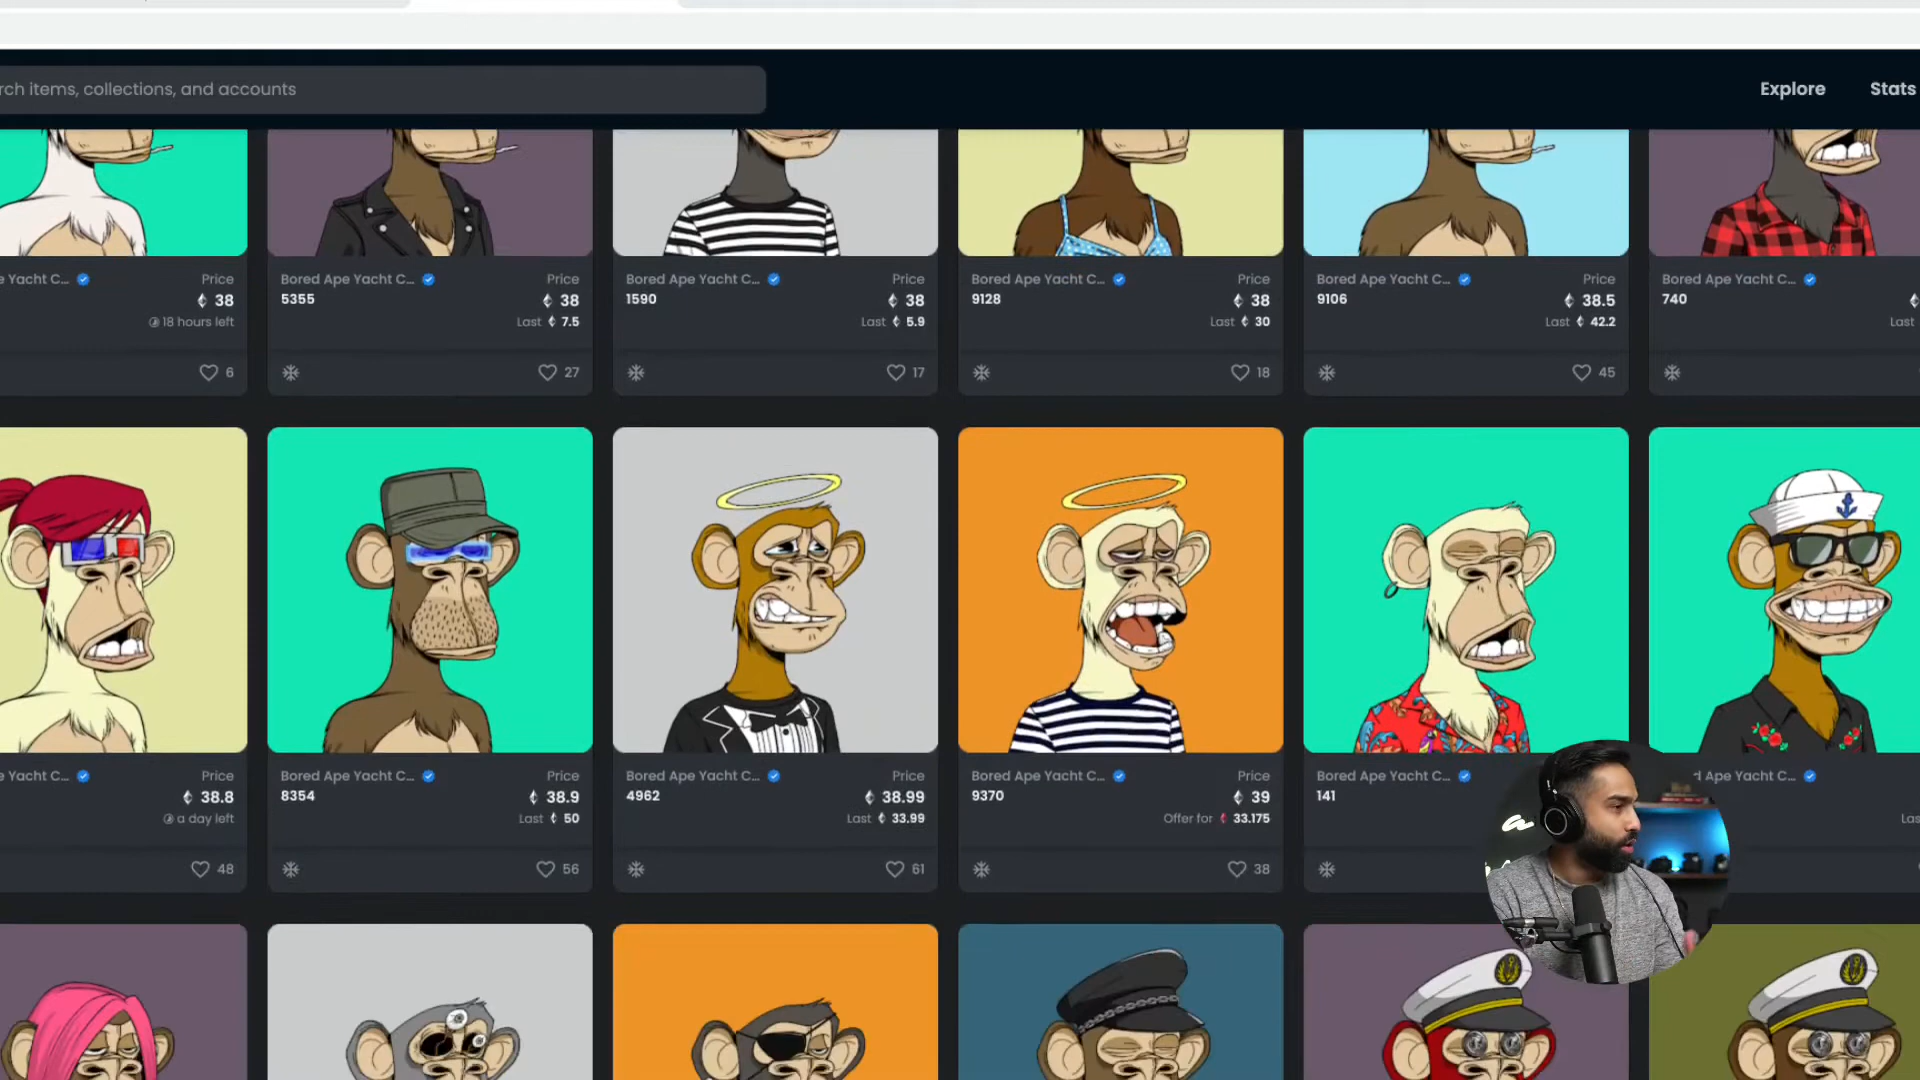 rch items, collections, and accounts
Explore
Stats
e Yacht C...
Price
38
18 hours left
6
Bored Ape Yacht C...
Price
5355
38
Last 7.5
27
Bored Ape Yacht C...
Price
1590
38
Last 5.9
17
Bored Ape Yacht C...
Price
9128
38
Last 30
18
Bored Ape Yacht C...
Price
9106
38.5
Last 42.2
45
Bored Ape Yacht C...
740
Last
e Yacht C...
Price
38.8
a day left
48
Bored Ape Yacht C...
Price
8354
38.9
Last 50
56
Bored Ape Yacht C...
Price
4962
38.99
Last 33.99
61
Bored Ape Yacht C...
Price
9370
39
Offer for 33.175
38
Bored Ape Yacht C...
141
d Ape Yacht C...
Las